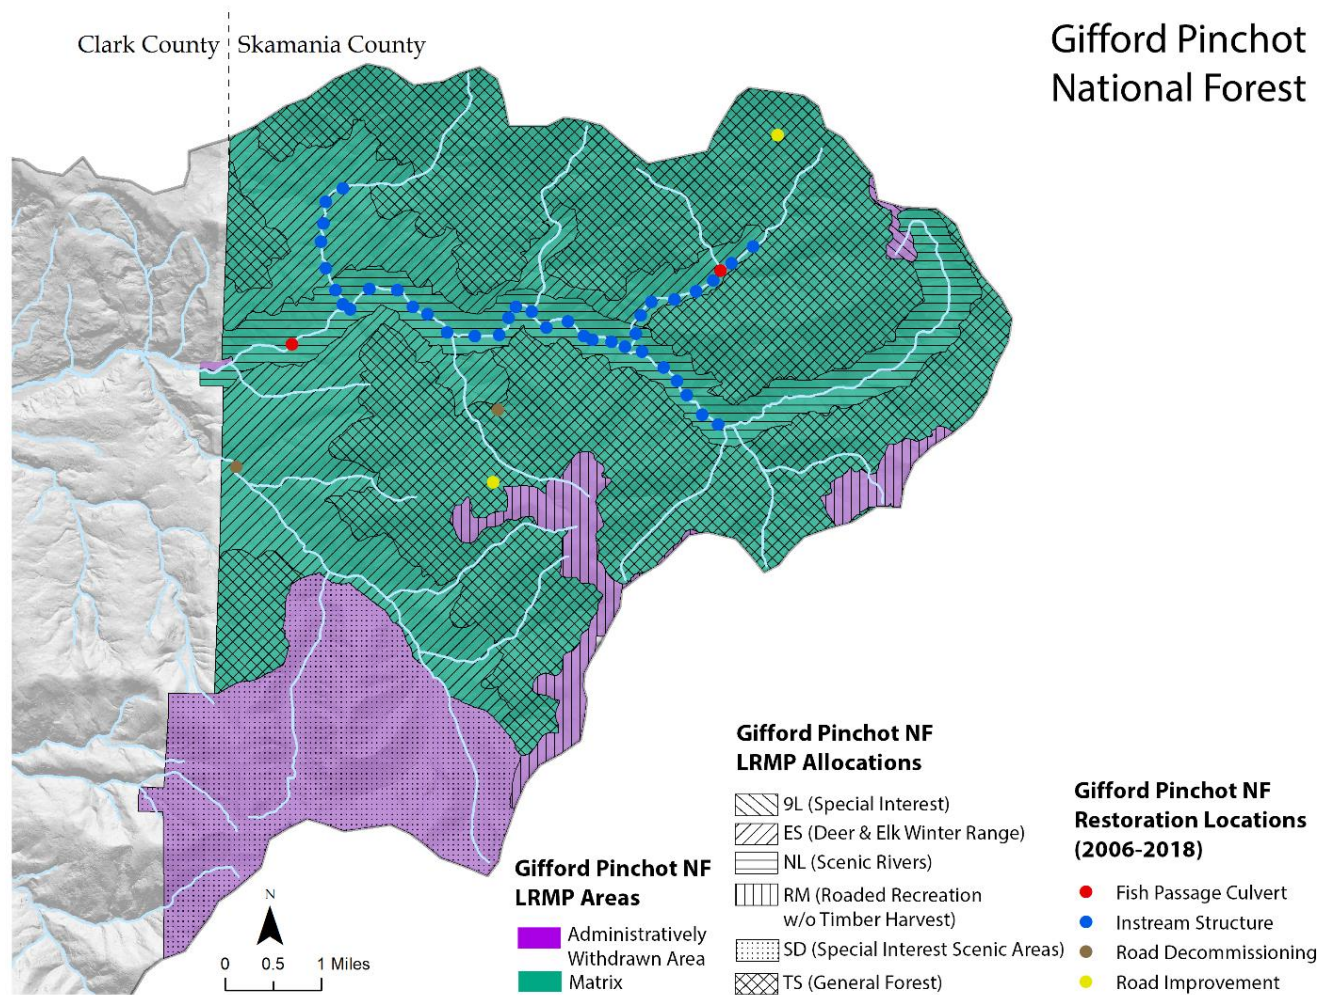 Clark County
Skamania County
Gifford Pinchot
National Forest
N
0
0.5
1 Miles
Gifford Pinchot NF
LRMP Areas
Administratively
Withdrawn Area
Matrix
Gifford Pinchot NF
LRMP Allocations
9L (Special Interest)
ES (Deer & Elk Winter Range)
NL (Scenic Rivers)
RM (Roaded Recreation
w/o Timber Harvest)
SD (Special Interest Scenic Areas)
TS (General Forest)
Gifford Pinchot NF
Restoration Locations
(2006-2018)
Fish Passage Culvert
Instream Structure
Road Decommissioning
Road Improvement